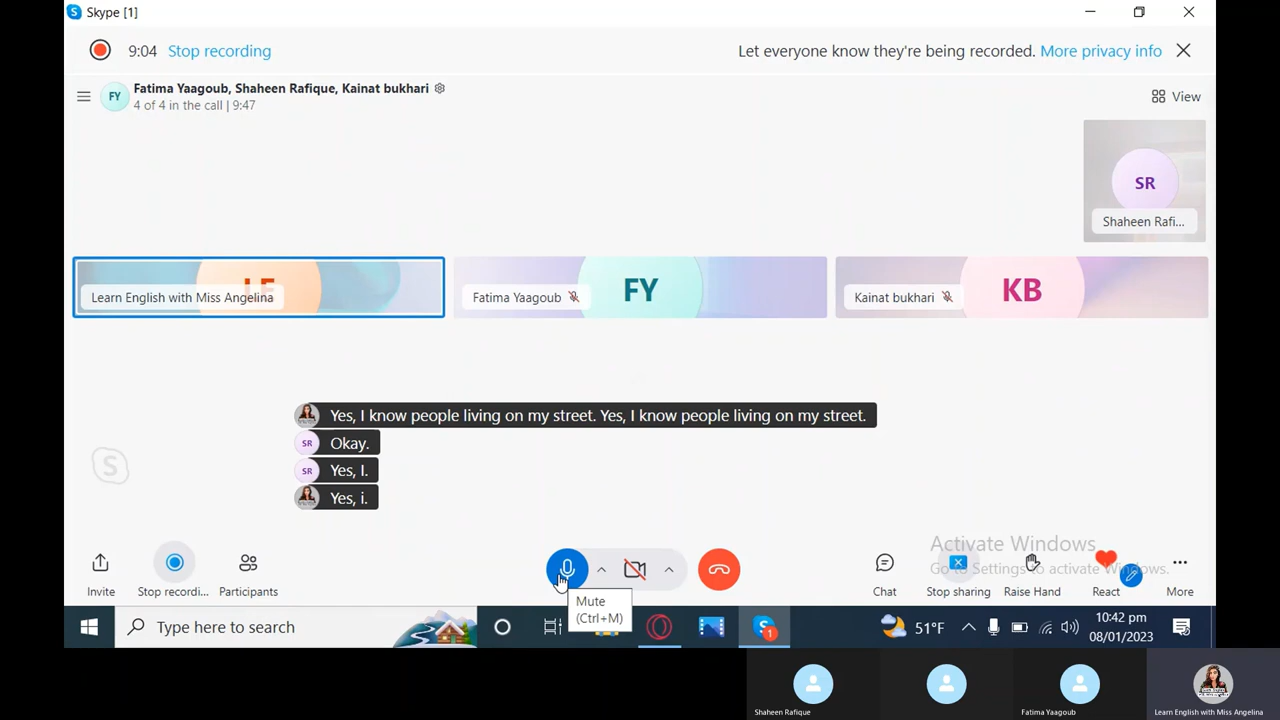 Skype [1]
9:04 Stop recording
Let everyone know they're being recorded. More privacy info
FY
Fatima Yaagoub, Shaheen Rafique, Kainat bukhari
4 of 4 in the call | 9:47
View
SR
Shaheen Rafi...
LE
Learn English with Miss Angelina
Fatima Yaagoub
FY
Kainat bukhari
KB
Yes, I know people living on my street. Yes, I know people living on my street.
SR Okay.
SR Yes, I.
Yes, i.
Activate Windows
Go to Settings to activate Windows.
Invite
Stop recordi...
Participants
Mute
(Ctrl+M)
Chat
Stop sharing
Raise Hand
React
More
Type here to search
1
51°F
10:42 pm
08/01/2023
Shaheen Rafique
Fatima Yaagoub
Learn English with Miss Angelina